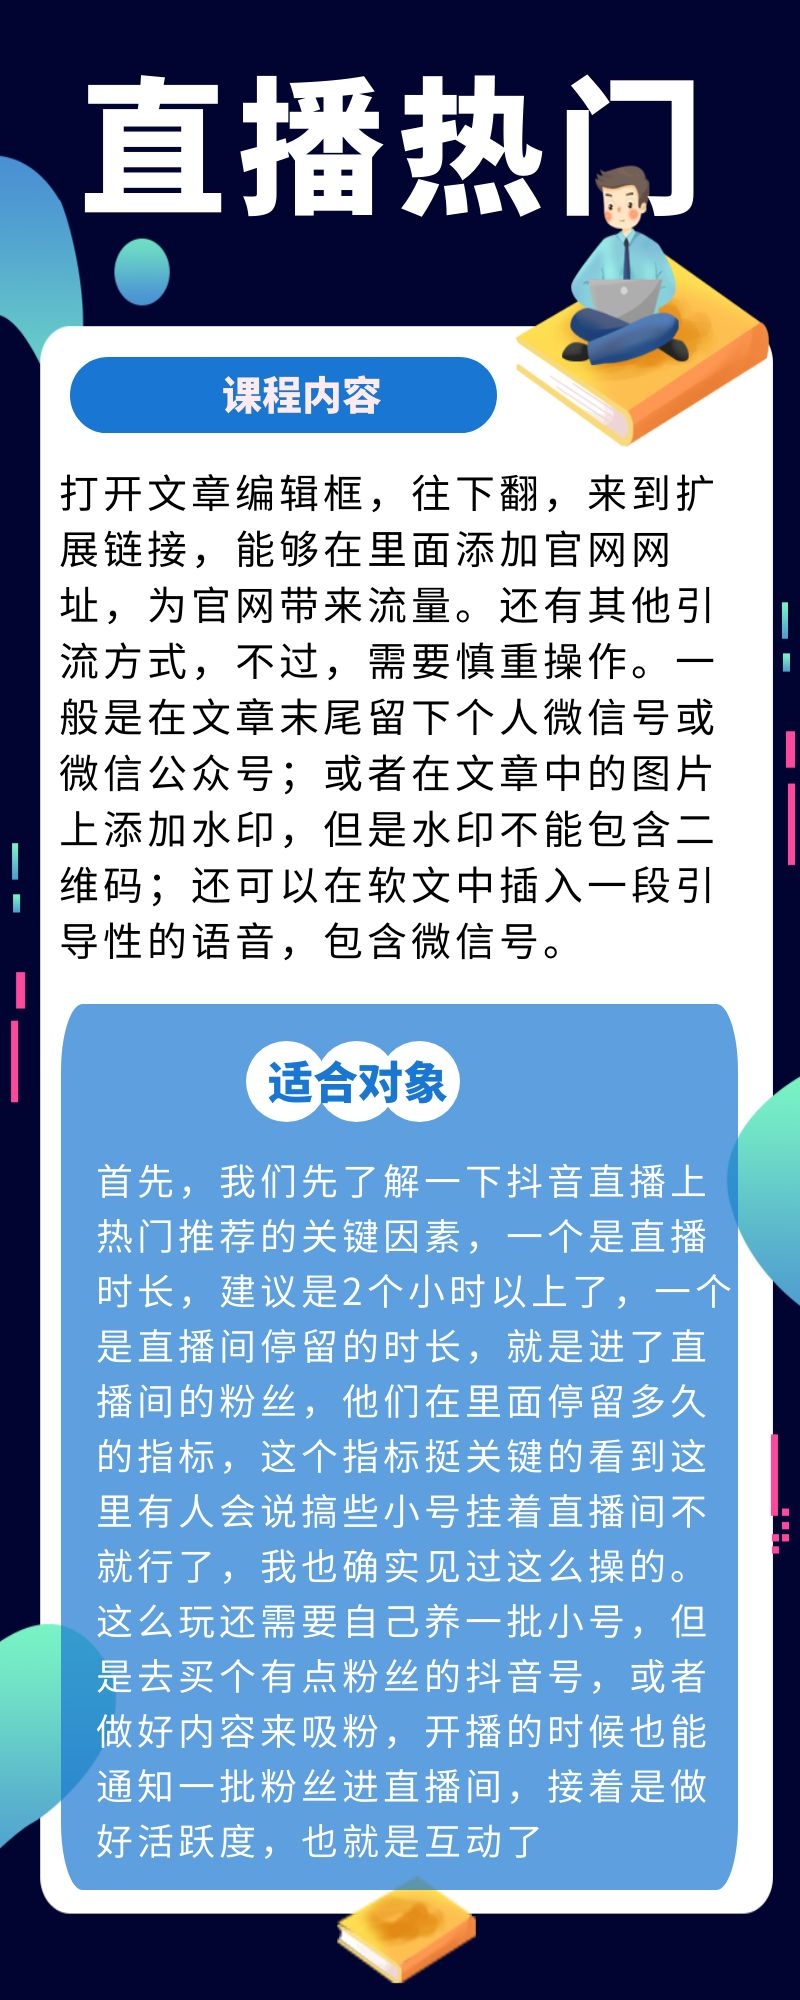 直播热门
课程内容
打开文章编辑框，往下翻，来到扩
展链接，能够在里面添加官网网
址，为官网带来流量。还有其他引
流方式，不过，需要慎重操作。一
般是在文章末尾留下个人微信号或
微信公众号；或者在文章中的图片
上添加水印，但是水印不能包含二
维码；还可以在软文中插入一段引
导性的语音，包含微信号。
适合对象
首先，我们先了解一下抖音直播上
热门推荐的关键因素，一个是直播
时长，建议是2个小时以上了，一个
是直播间停留的时长，就是进了直
播间的粉丝，他们在里面停留多久
的指标，这个指标挺关键的看到这
里有人会说搞些小号挂着直播间不
就行了，我也确实见过这么操的。
这么玩还需要自己养一批小号，但
是去买个有点粉丝的抖音号，或者
做好内容来吸粉，开播的时候也能
通知一批粉丝进直播间，接着是做
好活跃度，也就是互动了